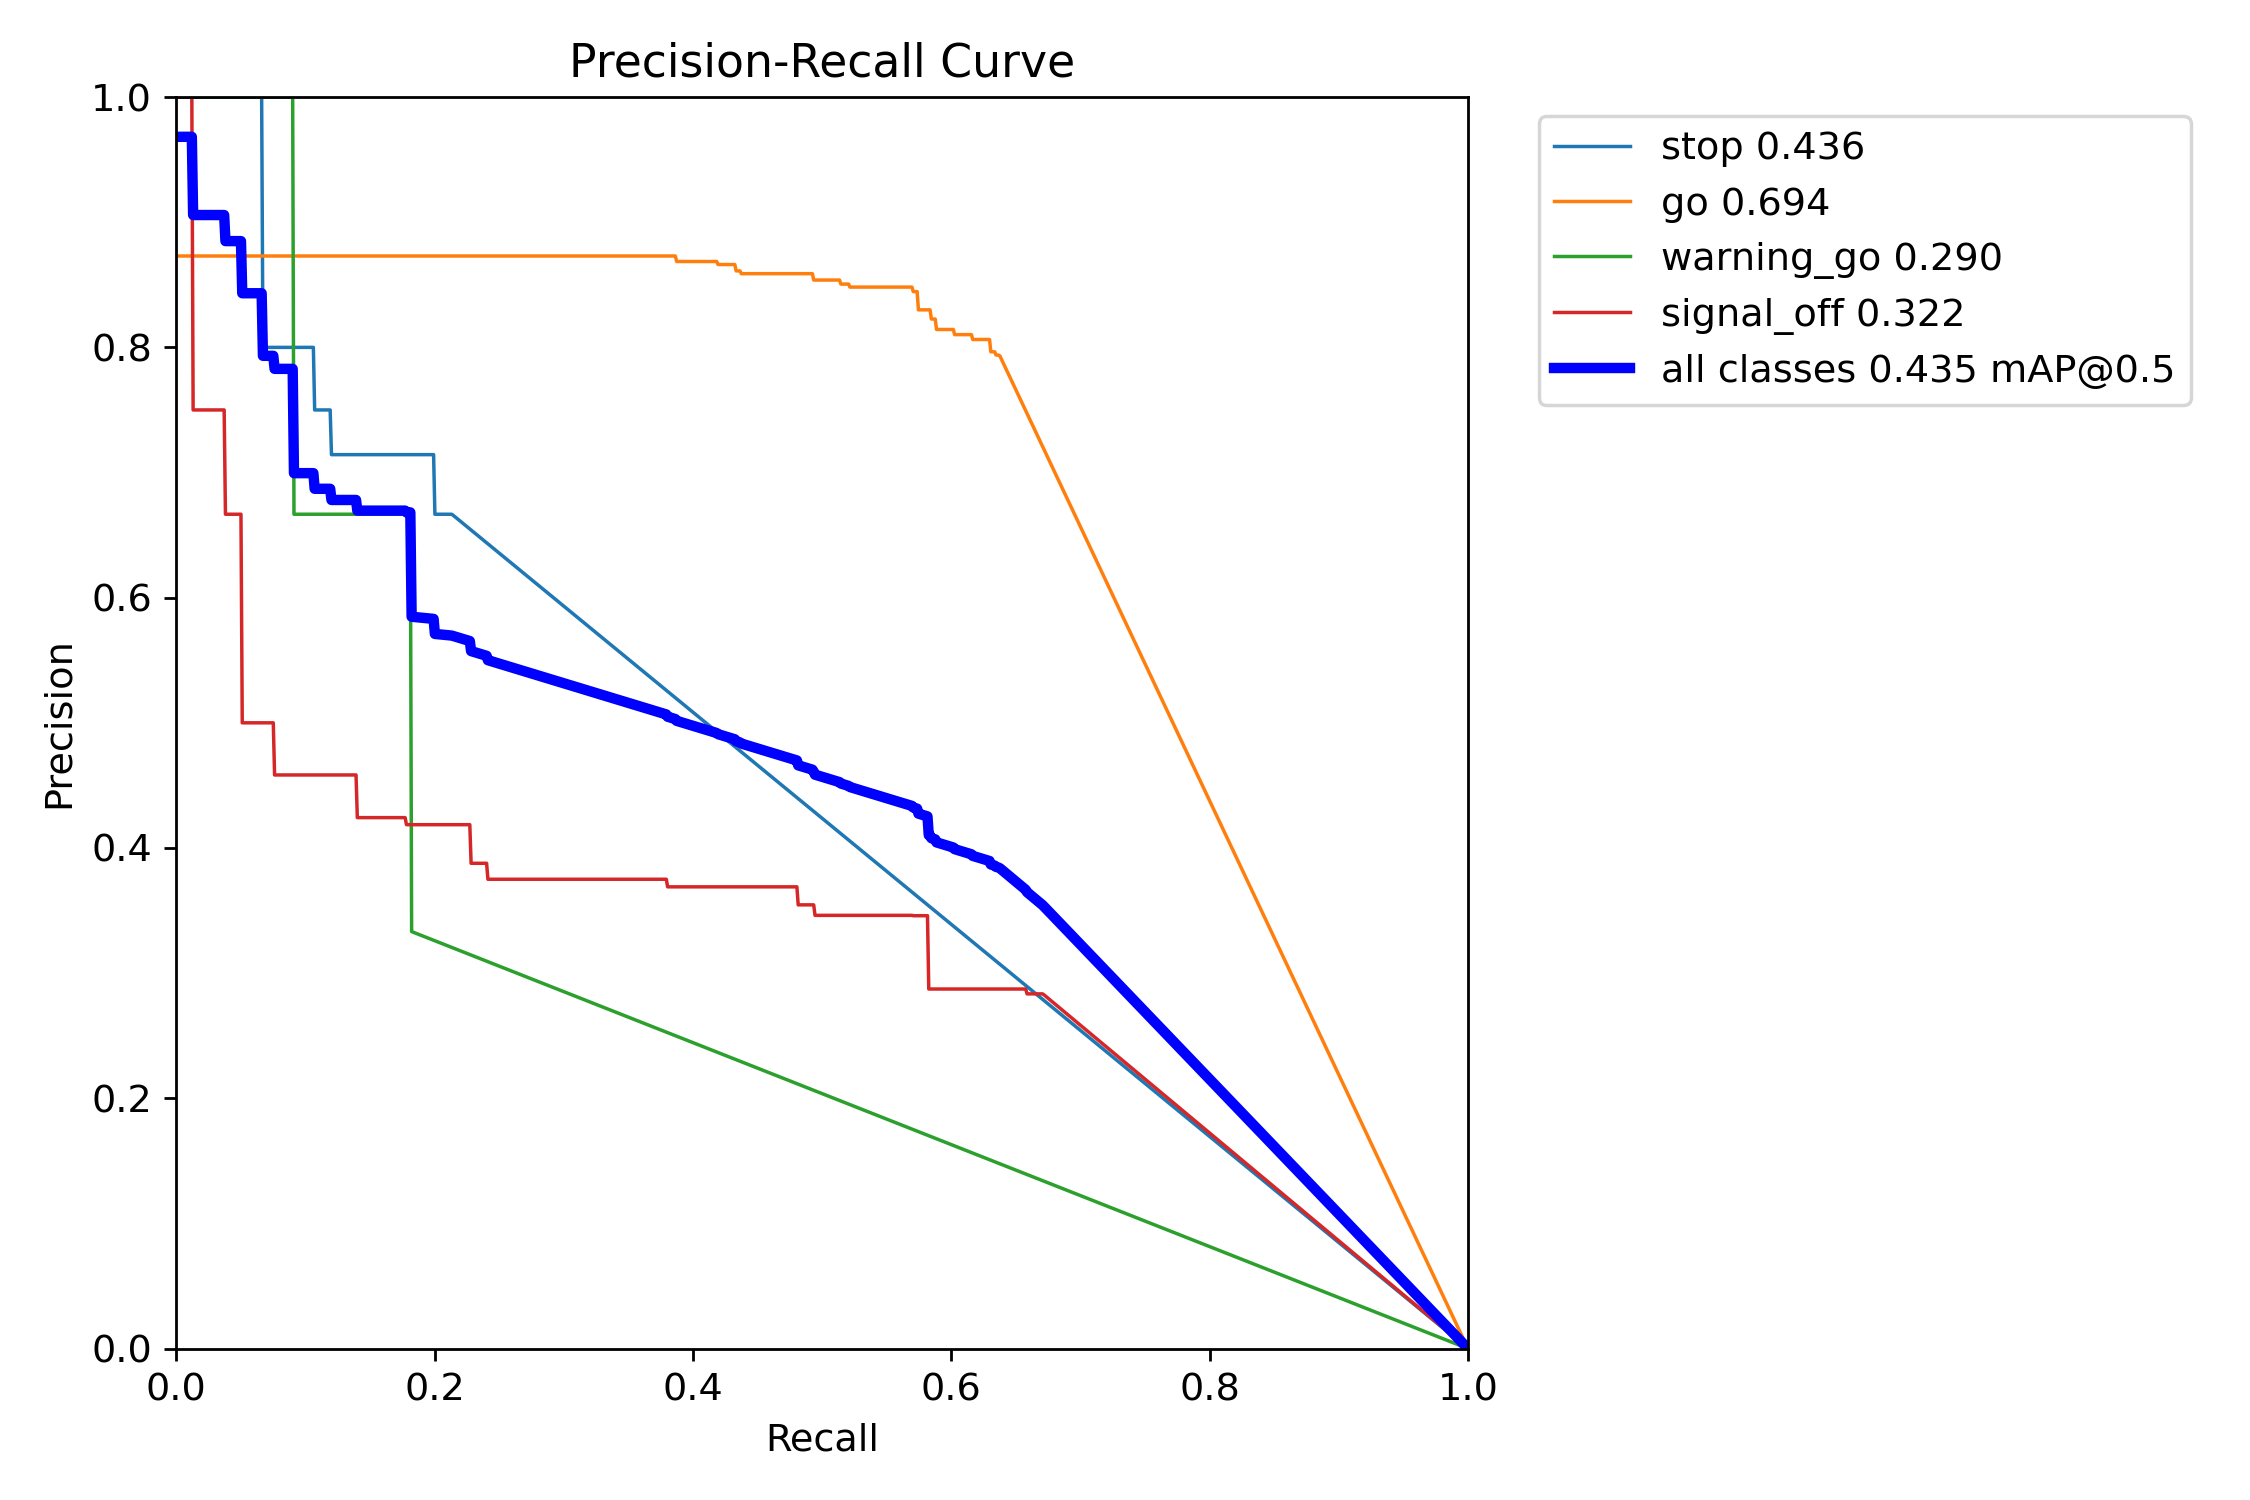 Precision-Recall Curve
1.0
0.8
0.6
0.4
0.2
0.0
Precision
0.0 0.2 0.4 0.6 0.8 1.0
Recall
stop 0.436
go 0.694
warning_go 0.290
signal_off 0.322
all classes 0.435 mAP@0.5